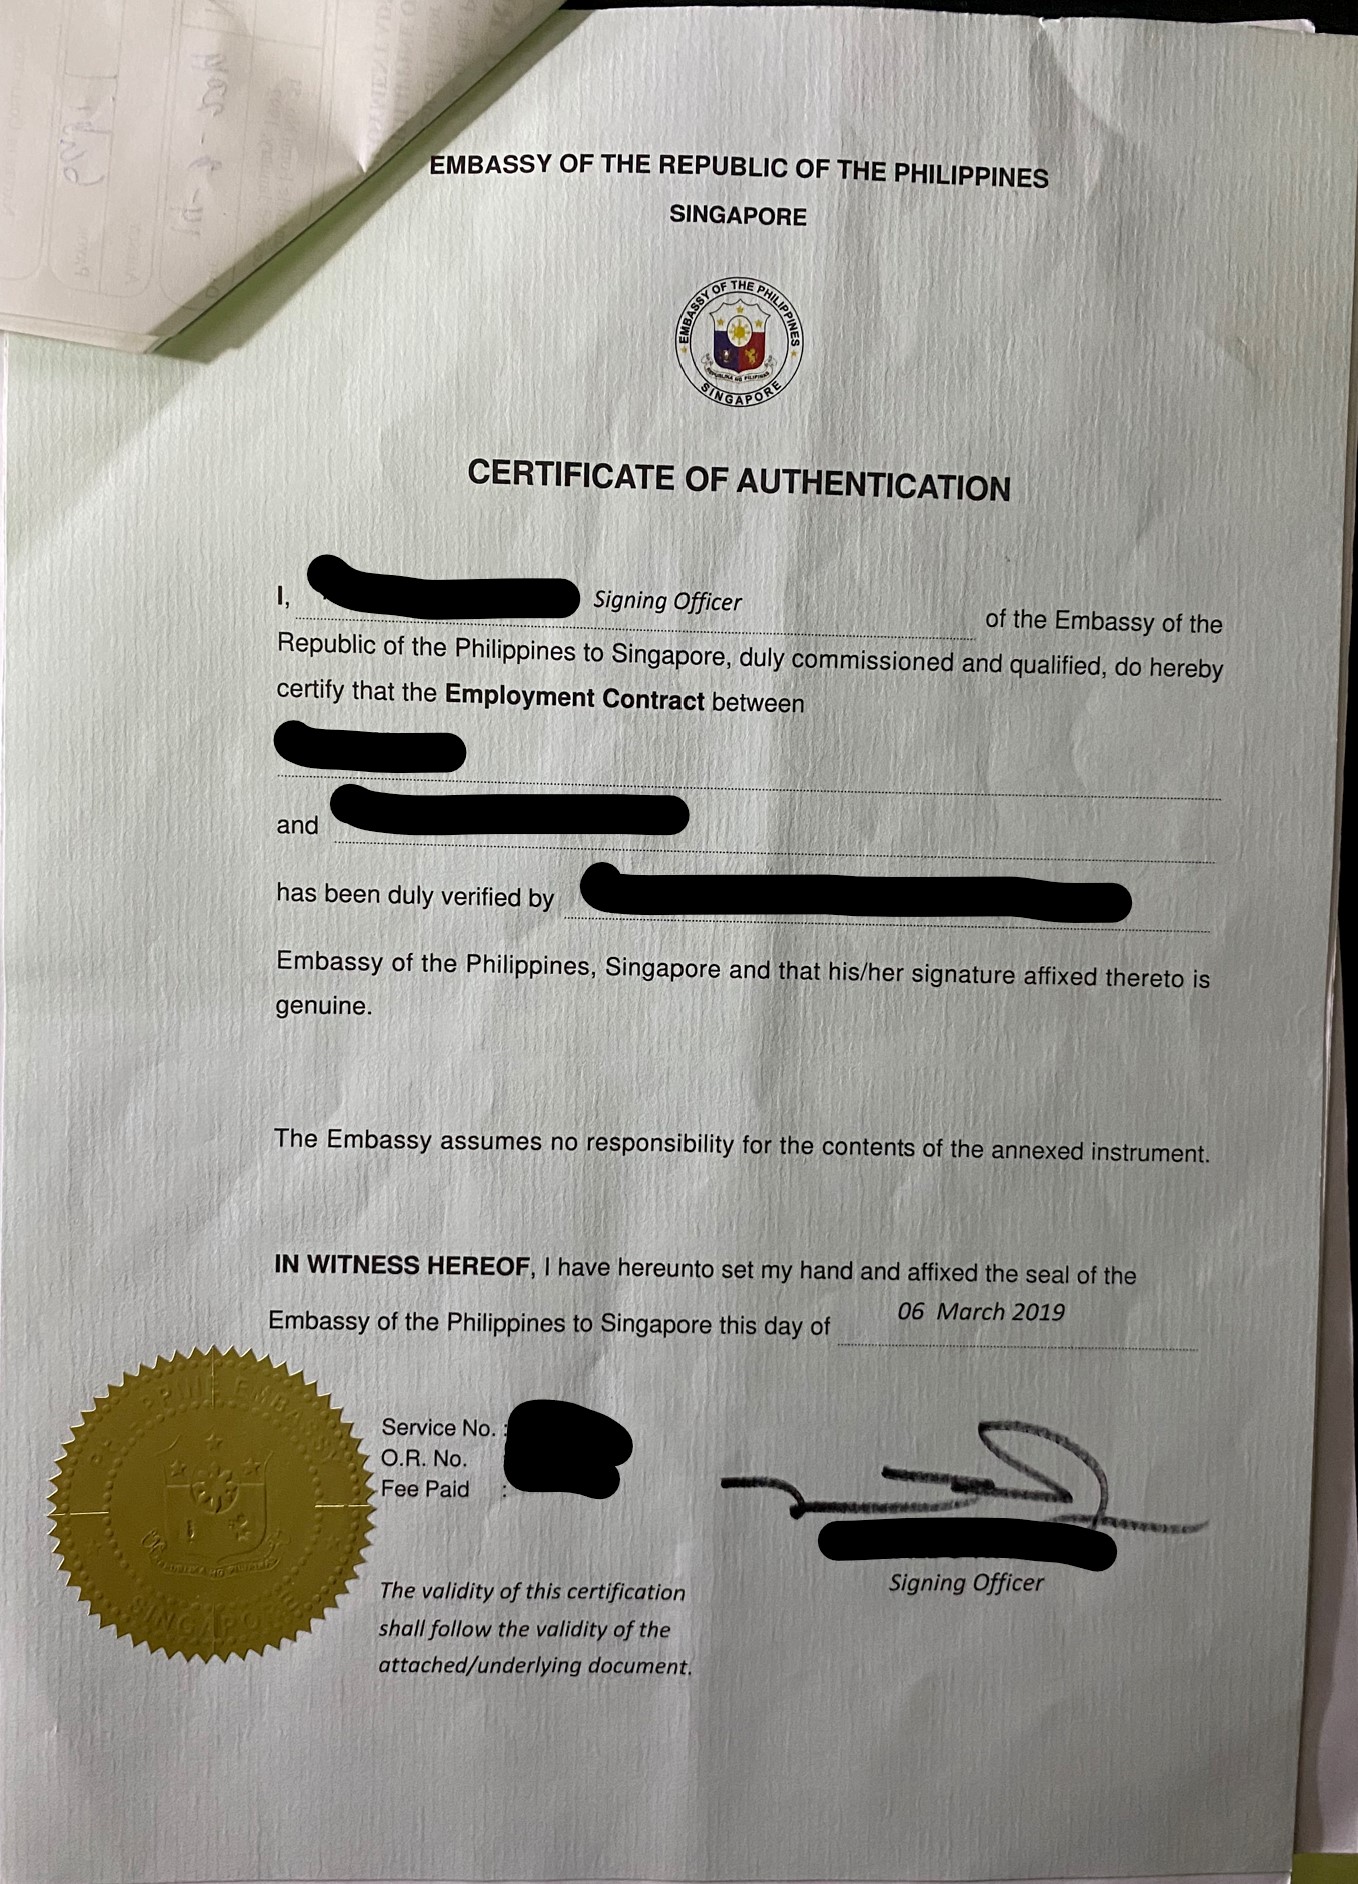 EMBASSY OF THE REPUBLIC OF THE PHILIPPINES
SINGAPORE
EMBASSY OF THE PHILIPPINES
REPUBLIKA NG PILIPINAS
SINGAPORE
CERTIFICATE OF AUTHENTICATION
I, Signing Officer of the Embassy of the
Republic of the Philippines to Singapore, duly commissioned and qualified, do hereby
certify that the Employment Contract between
and
has been duly verified by
Embassy of the Philippines, Singapore and that his/her signature affixed thereto is
genuine.
The Embassy assumes no responsibility for the contents of the annexed instrument.
IN WITNESS HEREOF, I have hereunto set my hand and affixed the seal of the
Embassy of the Philippines to Singapore this day of 06 March 2019
Service No. :
O.R. No.
Fee Paid :
Signing Officer
The validity of this certification
shall follow the validity of the
attached/underlying document.
PHILIPPINE EMBASSY
SINGAPORE